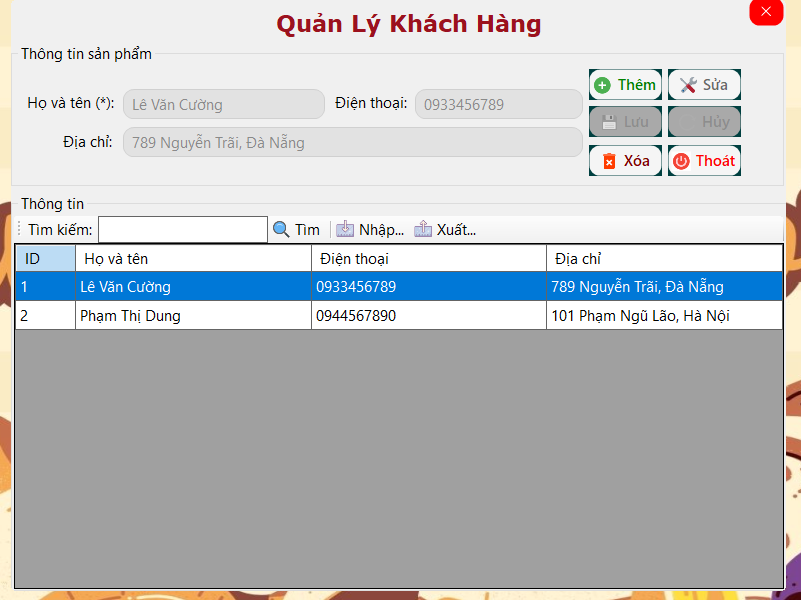 Quản Lý Khách Hàng
Thông tin sản phẩm
Họ và tên (*): Lê Văn Cường Điện thoại: 0933456789
Địa chỉ: 789 Nguyễn Trãi, Đà Nẵng
Thêm Sửa
Lưu Hủy
Xóa Thoát
Thông tin
Tìm kiếm: Tìm Nhập... Xuất...
ID Họ và tên Điện thoại Địa chỉ
1 Lê Văn Cường 0933456789 789 Nguyễn Trãi, Đà Nẵng
2 Phạm Thị Dung 0944567890 101 Phạm Ngũ Lão, Hà Nội